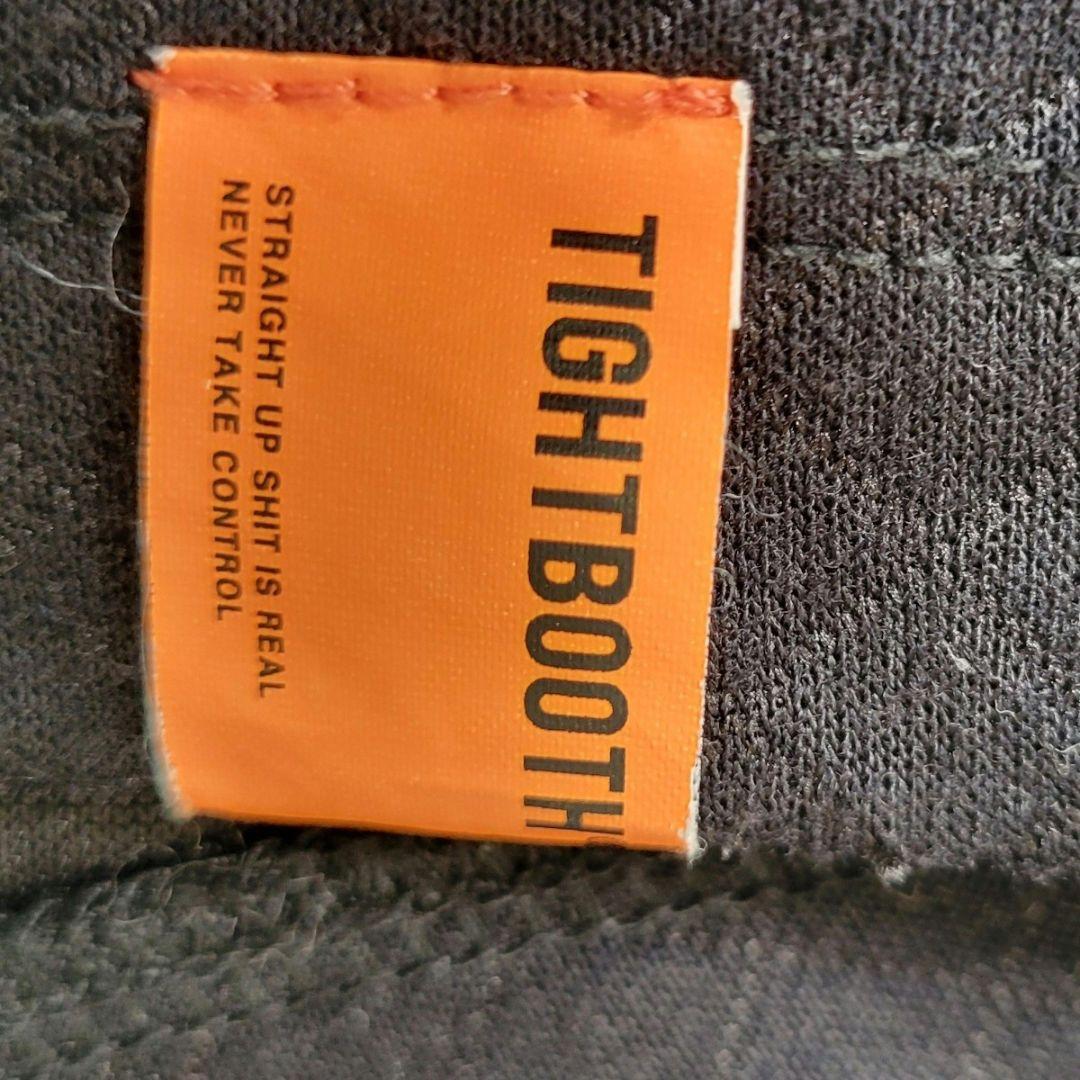 TIGHTBOOTH
STRAIGHT UP SHIT IS REAL
NEVER TAKE CONTROL